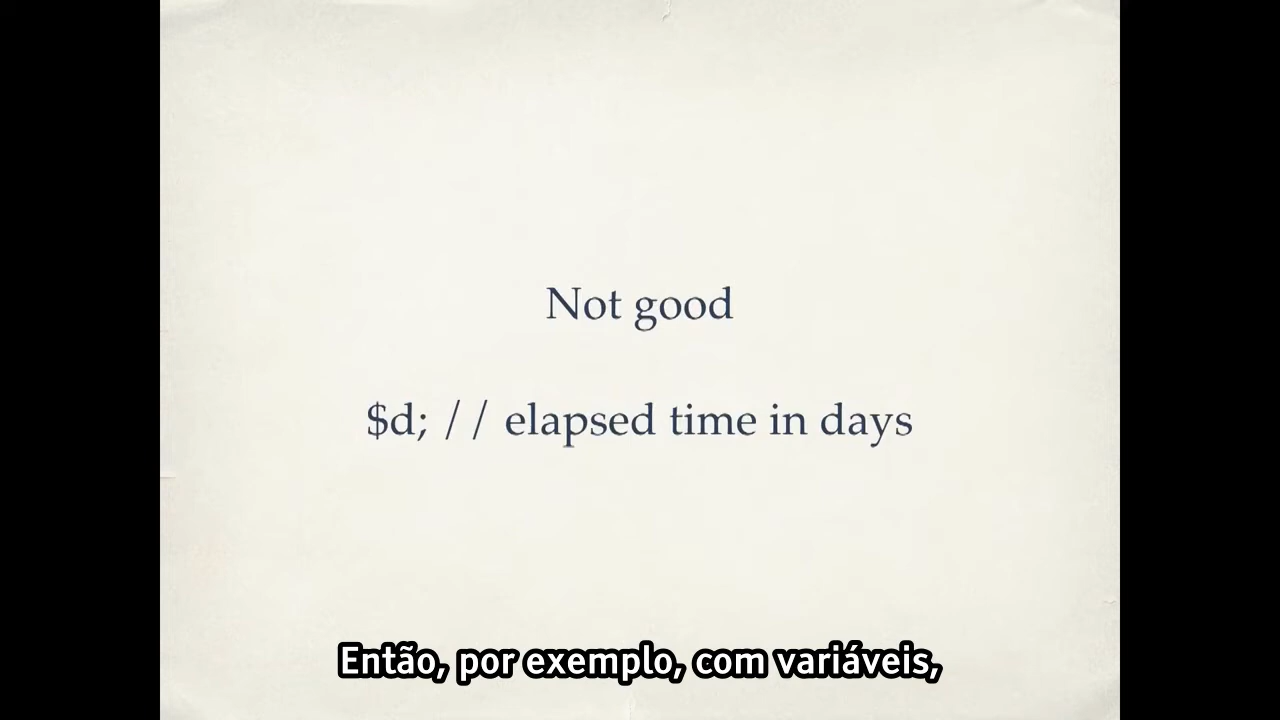 Not good
$d; // elapsed time in days
Então, por exemplo, com variáveis,